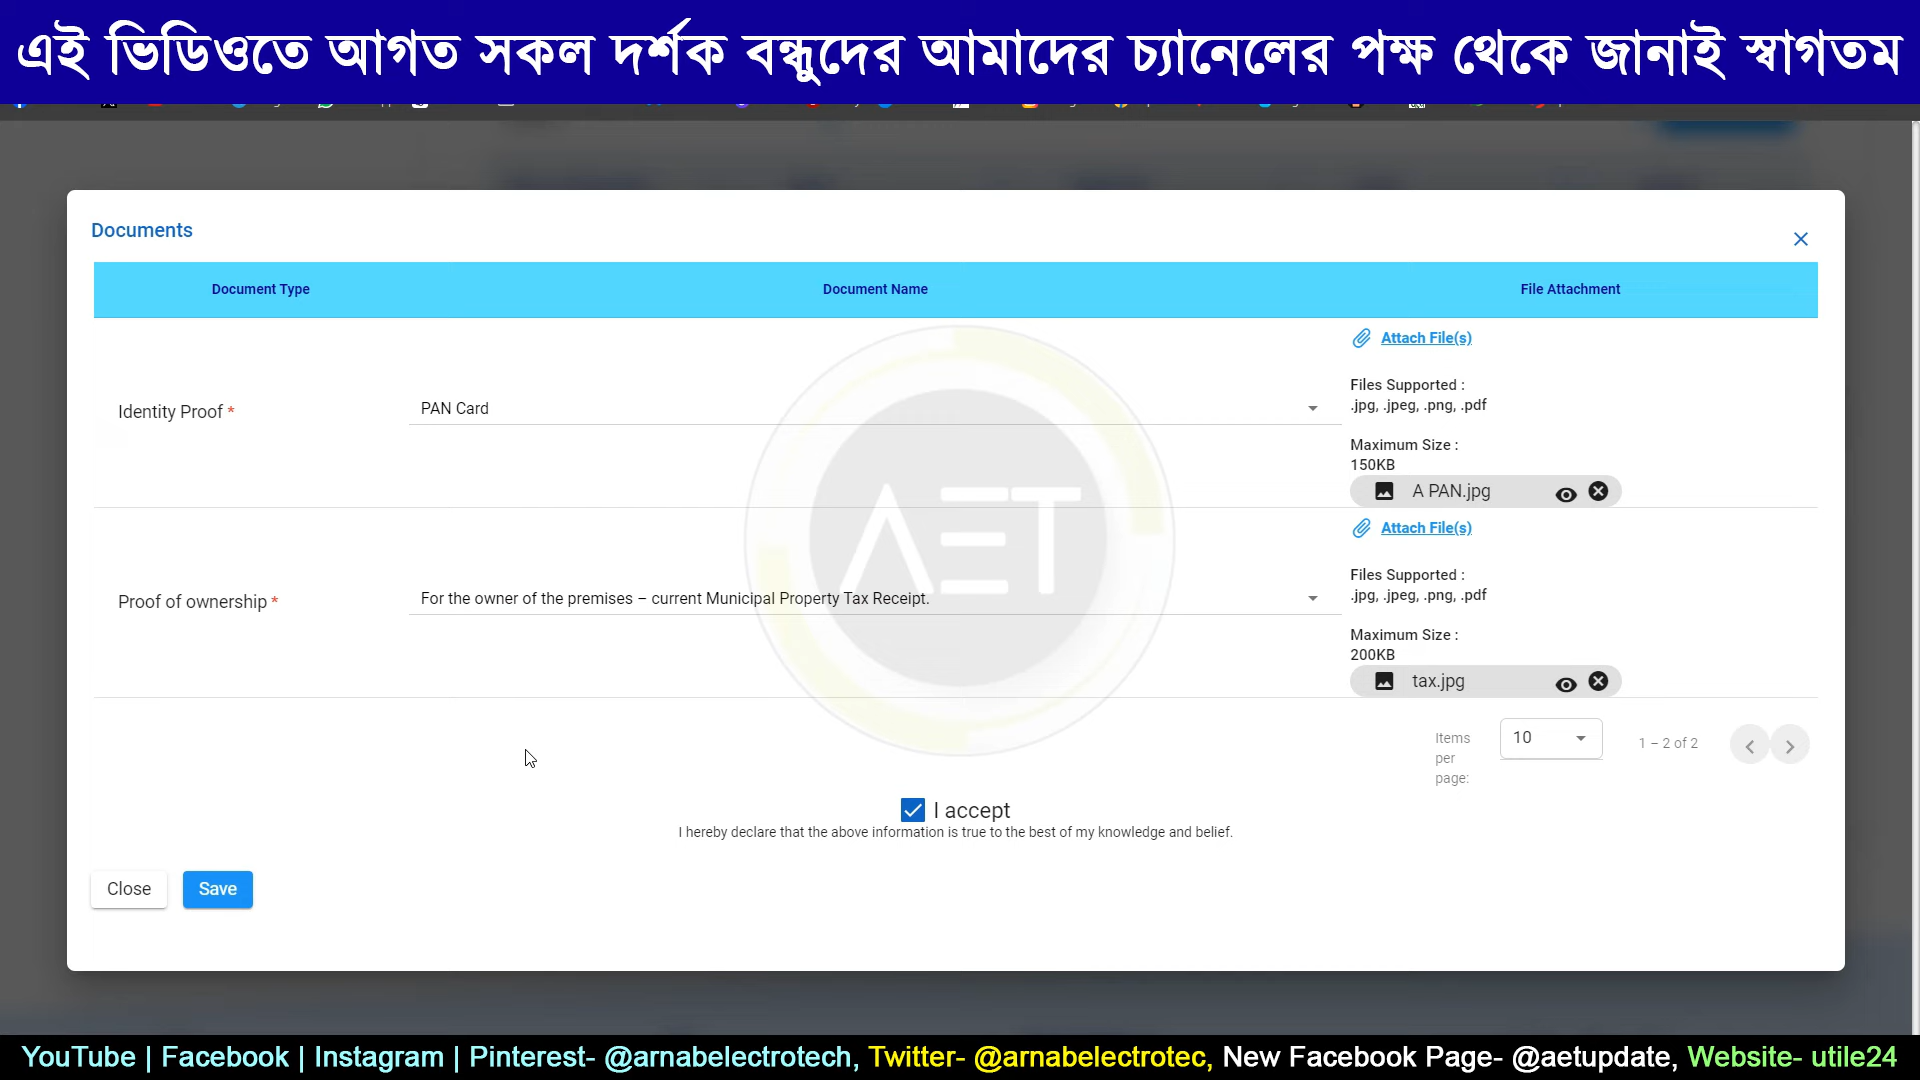 এই ভিডিওতে আগত সকল দর্শক বন্ধুদের আমাদের চ্যানেলের পক্ষ থেকে জানাই স্বাগতম
Documents
Document Type Document Name File Attachment
Attach File(s)
Files Supported :
.jpg, .jpeg, .png, .pdf
Identity Proof * PAN Card
Maximum Size :
150KB
A PAN.jpg
Attach File(s)
Files Supported :
.jpg, .jpeg, .png, .pdf
Proof of ownership * For the owner of the premises – current Municipal Property Tax Receipt.
Maximum Size :
200KB
tax.jpg
AET
Items per page: 10 1 – 2 of 2
I accept
I hereby declare that the above information is true to the best of my knowledge and belief.
Close Save
YouTube | Facebook | Instagram | Pinterest- @arnabelectrotech, Twitter- @arnabelectrotec, New Facebook Page- @aetupdate, Website- utile24